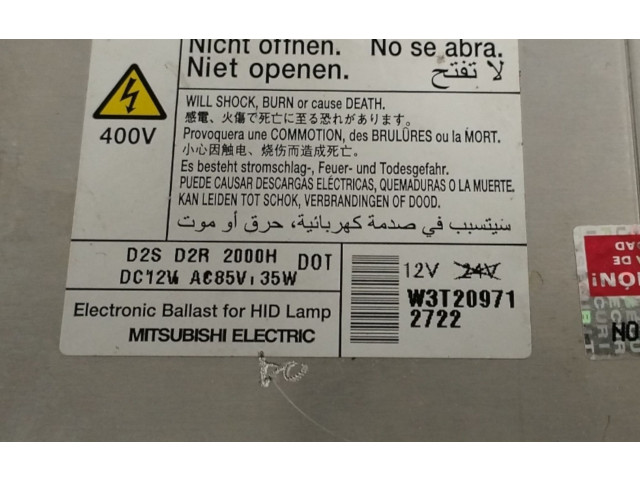 Nicht öffnen. No se abra.
Niet openen. لا تفتح
400V
WILL SHOCK, BURN or cause DEATH.
感電、火傷で死亡に至る恐れがあります。
Provoquera une COMMOTION, des BRULÛRES ou la MORT.
小心因触电、烧伤而造成死亡。
Es besteht stromschlag-, Feuer- und Todesgefahr.
PUEDE CAUSAR DESCARGAS ELÉCTRICAS, QUEMADURAS O LA MUERTE.
KAN LEIDEN TOT SCHOK, VERBRANDINGEN OF DOOD.
سيتسبب في صدمة كهربائية، حرق أو موت
D2S D2R 2000H DOT
DC12V AC85V 35W
12V 24V
W3T20971
2722
Electronic Ballast for HID Lamp
MITSUBISHI ELECTRIC